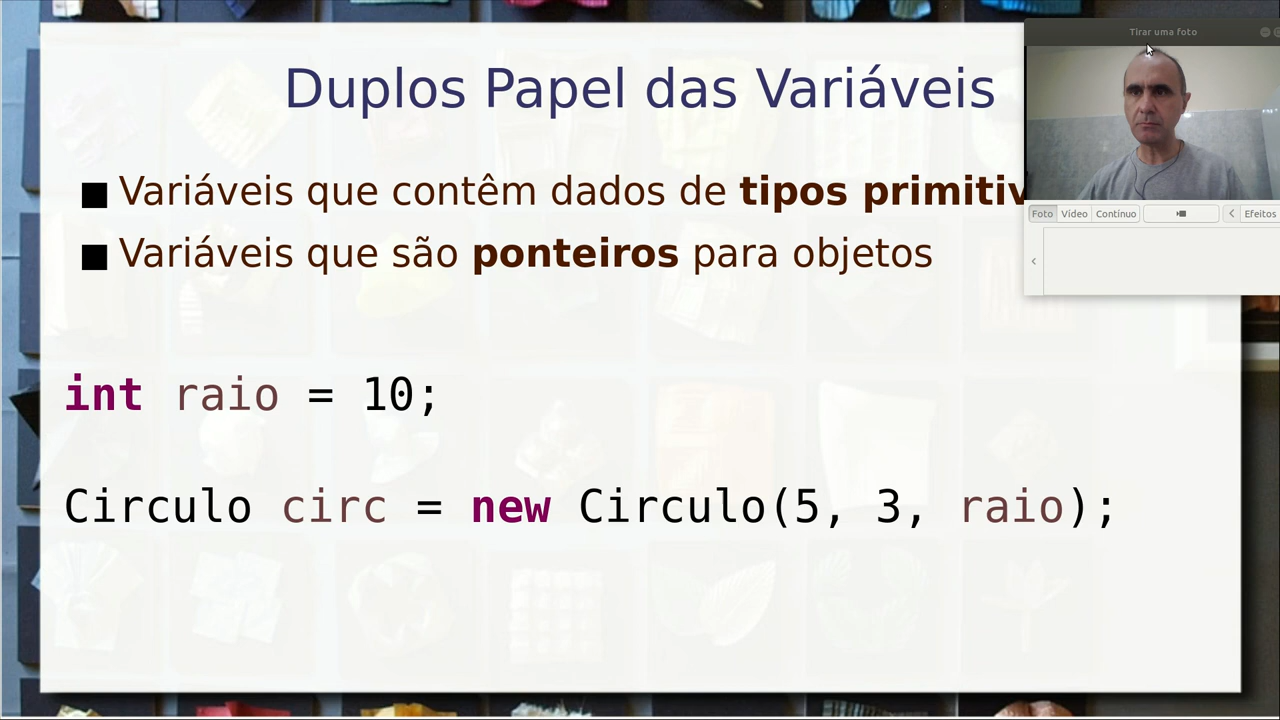 Duplos Papel das Variáveis
Tirar uma foto
Variáveis que contêm dados de tipos primitiv
Variáveis que são ponteiros para objetos
Foto Vídeo Contínuo Efeitos
int raio = 10;
Circulo circ = new Circulo(5, 3, raio);